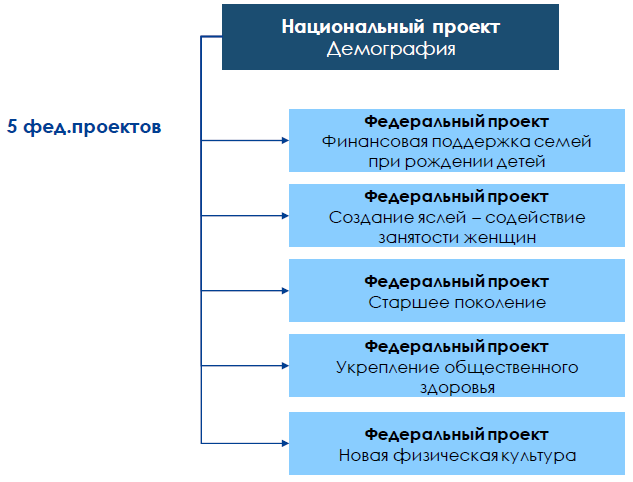 Национальный проект
Демография
5 фед.проектов
Федеральный проект
Финансовая поддержка семей
при рождении детей
Федеральный проект
Создание яслей – содействие
занятости женщин
Федеральный проект
Старшее поколение
Федеральный проект
Укрепление общественного
здоровья
Федеральный проект
Новая физическая культура